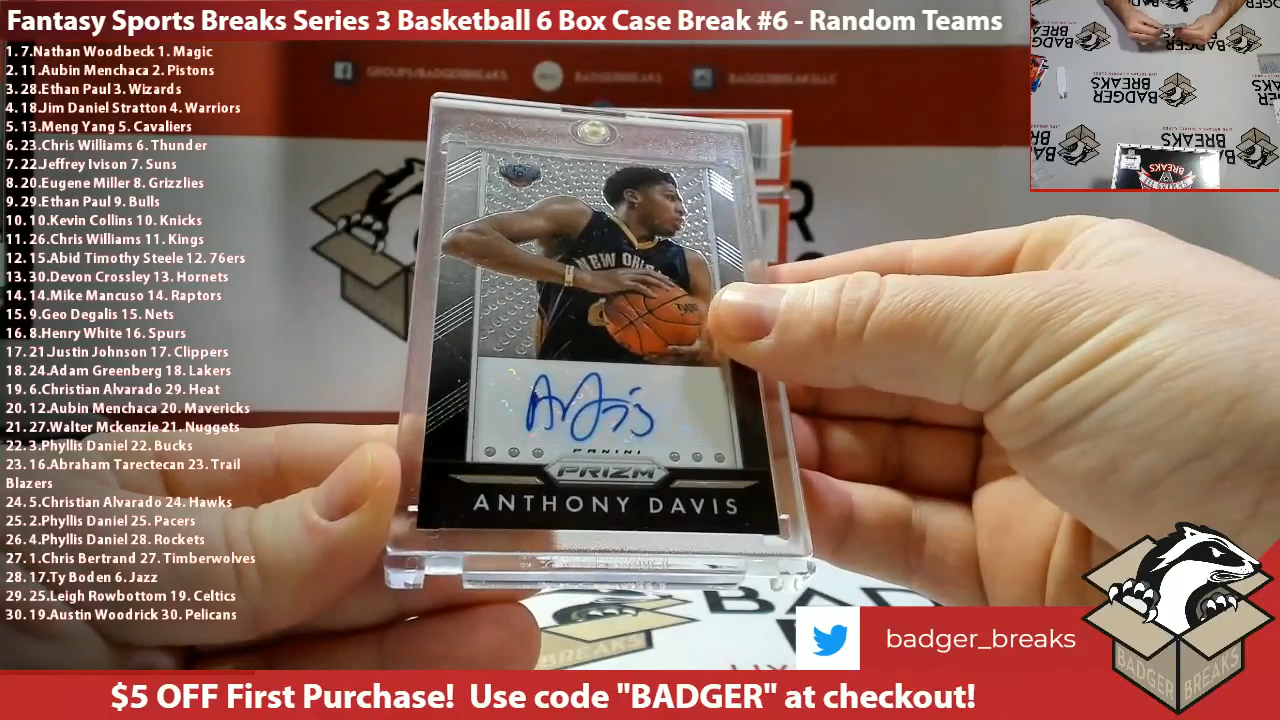 Fantasy Sports Breaks Series 3 Basketball 6 Box Case Break #6 - Random Teams
1. 7.Nathan Woodbeck 1. Magic
2. 11.Aubin Menchaca 2. Pistons
3. 28.Ethan Paul 3. Wizards
4. 18.Jim Daniel Stratton 4. Warriors
5. 13.Meng Yang 5. Cavaliers
6. 23.Chris Williams 6. Thunder
7. 22.Jeffrey Ivison 7. Suns
8. 20.Eugene Miller 8. Grizzlies
9. 29.Ethan Paul 9. Bulls
10. 10.Kevin Collins 10. Knicks
11. 26.Chris Williams 11. Kings
12. 15.Abid Timothy Steele 12. 76ers
13. 30.Devon Crossley 13. Hornets
14. 14.Mike Mancuso 14. Raptors
15. 9.Geo Degalis 15. Nets
16. 8.Henry White 16. Spurs
17. 21.Justin Johnson 17. Clippers
18. 24.Adam Greenberg 18. Lakers
19. 6.Christian Alvarado 29. Heat
20. 12.Aubin Menchaca 20. Mavericks
21. 27.Walter Mckenzie 21. Nuggets
22. 3.Phyllis Daniel 22. Bucks
23. 16.Abraham Tarectecan 23. Trail
Blazers
24. 5.Christian Alvarado 24. Hawks
25. 2.Phyllis Daniel 25. Pacers
26. 4.Phyllis Daniel 28. Rockets
27. 1.Chris Bertrand 27. Timberwolves
28. 17.Ty Boden 6. Jazz
29. 25.Leigh Rowbottom 19. Celtics
30. 19.Austin Woodrick 30. Pelicans
GROUPS/BADGERBREAKS
BADGERBREAKS
BADGERBREAKSLLC
BADGER
BREAKS
NEW ORL
PANINI
PRIZM
ANTHONY DAVIS
BREAKS
BADGER
badger_breaks
BADGER BREAKS
$5 OFF First Purchase! Use code "BADGER" at checkout!